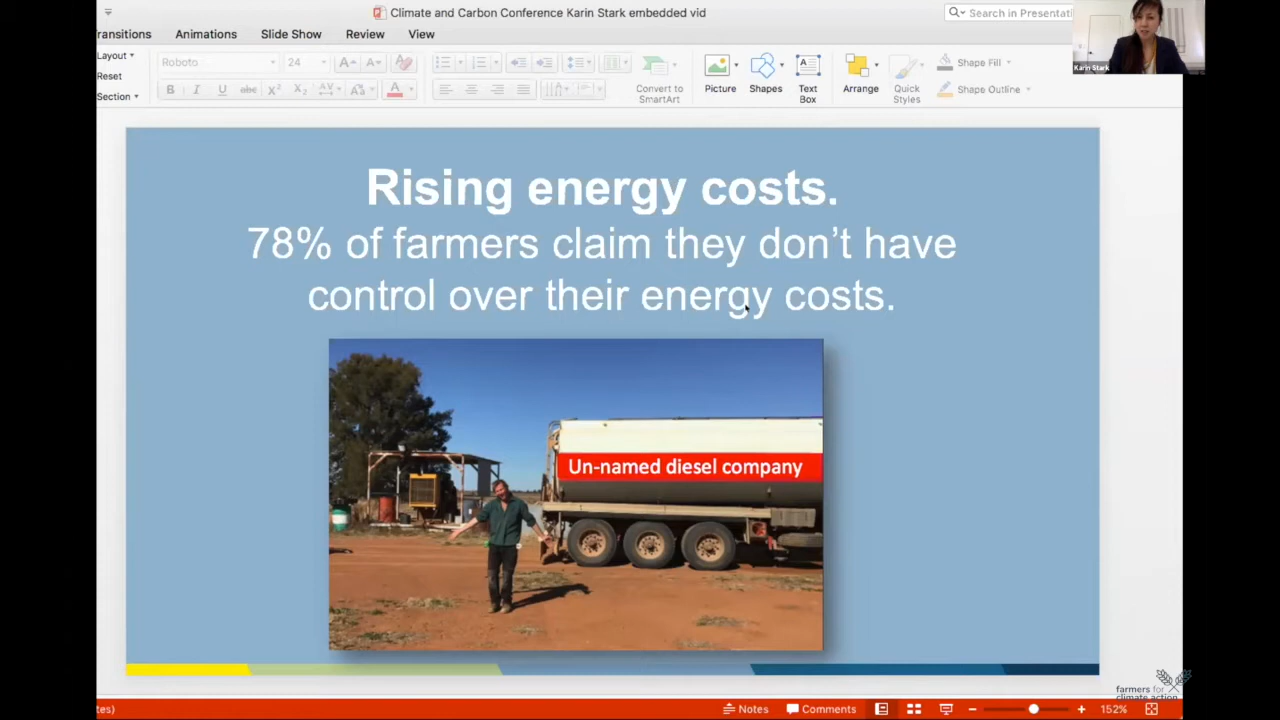 Climate and Carbon Conference Karin Stark embedded vid
Search in Presentati
ransitions Animations Slide Show Review View
Layout
Reset
Section
Roboto 24
Convert to
SmartArt
Picture
Shapes
Text
Box
Arrange
Quick
Styles
Shape Fill
Shape Outline
Karin Stark
Rising energy costs.
78% of farmers claim they don't have
control over their energy costs.
Un-named diesel company
farmers for
climate action
tes) Notes Comments 152%